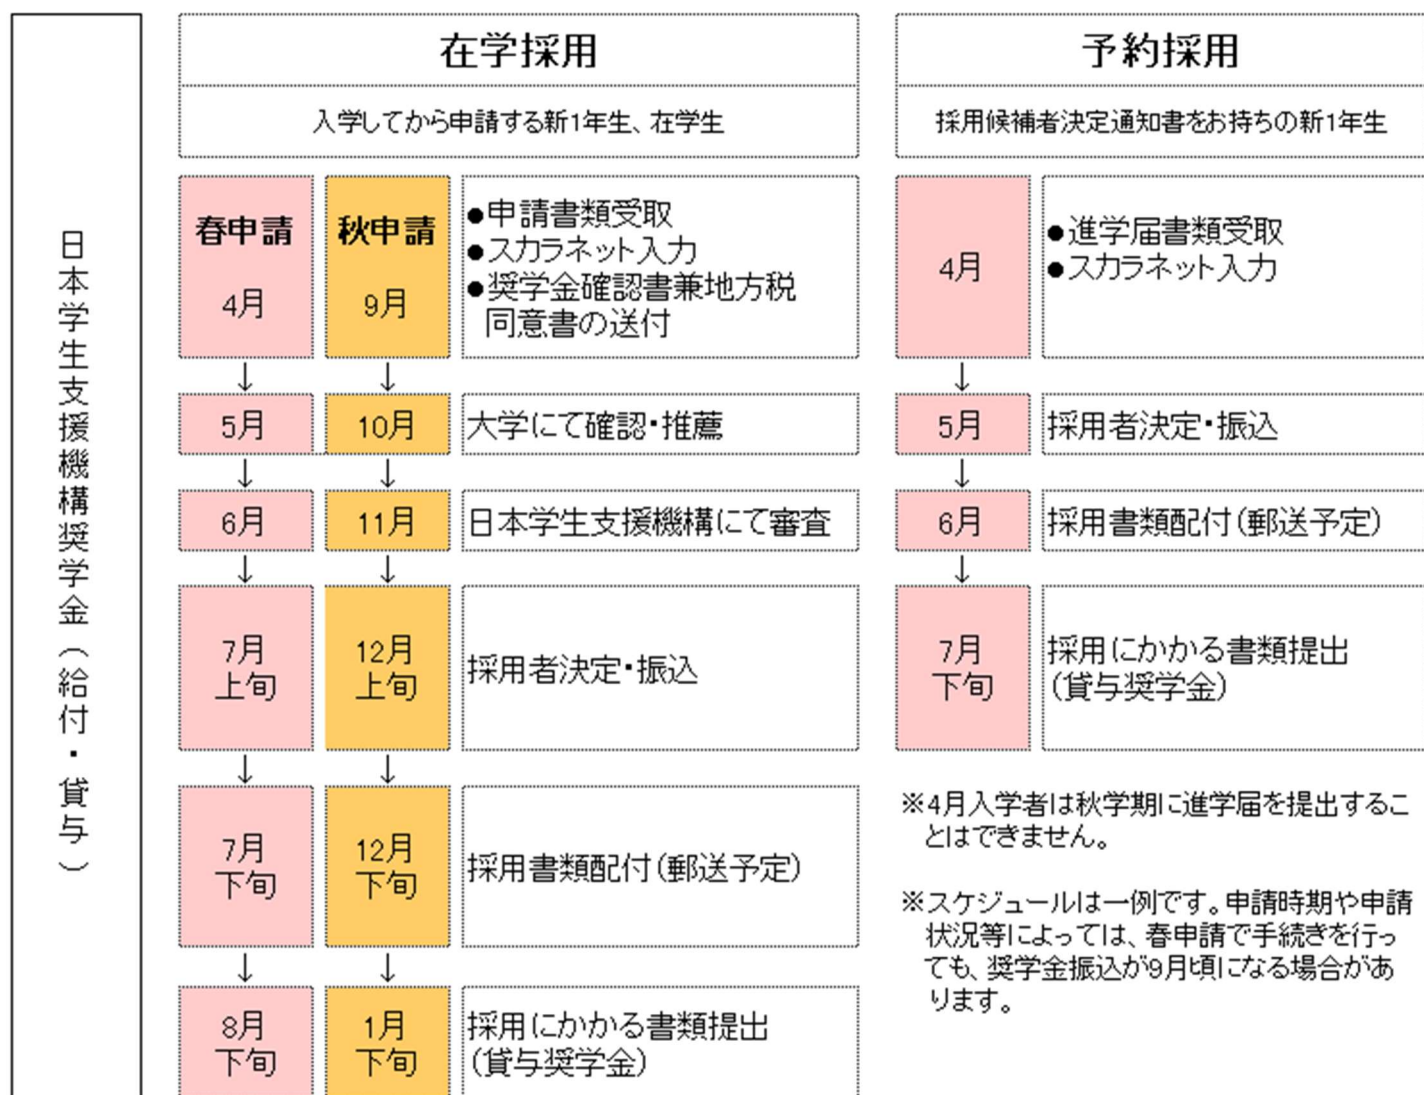 日本学生支援機構奨学金（給付・貸与）
在学採用
入学してから申請する新1年生、在学生
春申請
4月
秋申請
9月
●申請書類受取
●スカラネット入力
●奨学金確認書兼地方税
同意書の送付
↓
↓
5月
10月
大学にて確認・推薦
↓
↓
6月
11月
日本学生支援機構にて審査
↓
↓
7月
上旬
12月
上旬
採用者決定・振込
↓
↓
7月
下旬
12月
下旬
採用書類配付（郵送予定）
↓
↓
8月
下旬
1月
下旬
採用にかかる書類提出
（貸与奨学金）
予約採用
採用候補者決定通知書をお持ちの新1年生
4月
●進学届書類受取
●スカラネット入力
↓
5月
採用者決定・振込
↓
6月
採用書類配付（郵送予定）
↓
7月
下旬
採用にかかる書類提出
（貸与奨学金）
※4月入学者は秋学期に進学届を提出するこ
とはできません。
※スケジュールは一例です。申請時期や申請
状況等によっては、春申請で手続きを行っ
ても、奨学金振込が9月頃になる場合があ
ります。